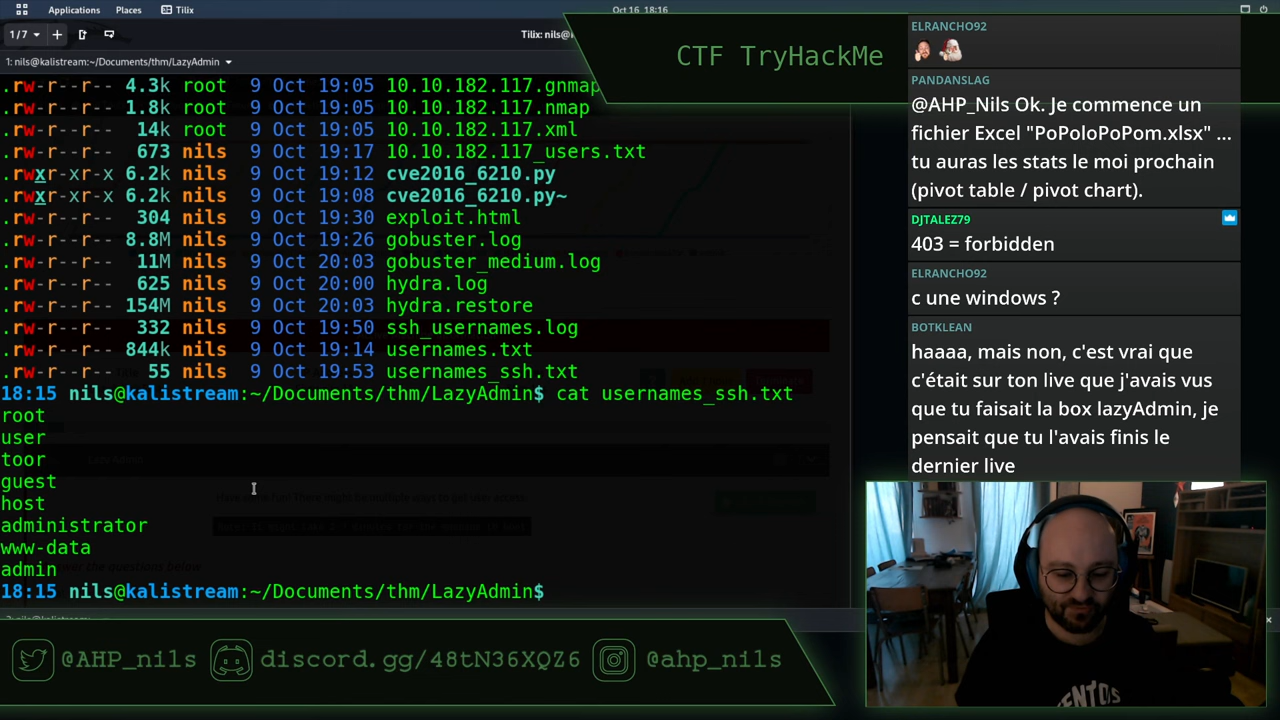 Applications Places Tilix
Oct 16 18:16
1/7
Tilix: nils@
1: nils@kalistream:~/Documents/thm/LazyAdmin
.rw-r--r-- 4.3k root 9 Oct 19:05 10.10.182.117.gnmap
.rw-r--r-- 1.8k root 9 Oct 19:05 10.10.182.117.nmap
.rw-r--r-- 14k root 9 Oct 19:05 10.10.182.117.xml
.rw-r--r-- 673 nils 9 Oct 19:17 10.10.182.117_users.txt
.rwxr-xr-x 6.2k nils 9 Oct 19:12 cve2016_6210.py
.rwxr-xr-x 6.2k nils 9 Oct 19:08 cve2016_6210.py~
.rw-r--r-- 304 nils 9 Oct 19:30 exploit.html
.rw-r--r-- 8.8M nils 9 Oct 19:26 gobuster.log
.rw-r--r-- 11M nils 9 Oct 20:03 gobuster_medium.log
.rw-r--r-- 625 nils 9 Oct 20:00 hydra.log
.rw-r--r-- 154M nils 9 Oct 20:03 hydra.restore
.rw-r--r-- 332 nils 9 Oct 19:50 ssh_usernames.log
.rw-r--r-- 844k nils 9 Oct 19:14 usernames.txt
.rw-r--r-- 55 nils 9 Oct 19:53 usernames_ssh.txt
18:15 nils@kalistream:~/Documents/thm/LazyAdmin$ cat usernames_ssh.txt
root
user
toor
guest
host
administrator
www-data
admin
18:15 nils@kalistream:~/Documents/thm/LazyAdmin$
CTF TryHackMe
ELRANCHO92
PANDANSLAG
@AHP_Nils Ok. Je commence un
fichier Excel "PoPoloPoPom.xlsx" ...
tu auras les stats le moi prochain
(pivot table / pivot chart).
DJTALEZ79
403 = forbidden
ELRANCHO92
c une windows ?
BOTKLEAN
haaaa, mais non, c'est vrai que
c'était sur ton live que j'avais vus
que tu faisait la box lazyAdmin, je
pensait que tu l'avais finis le
dernier live
@AHP_nils
discord.gg/48tN36XQZ6
@ahp_nils